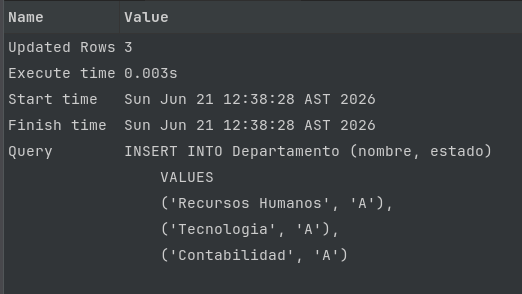 Name Value
Updated Rows 3
Execute time 0.003s
Start time Sun Jun 21 12:38:28 AST 2026
Finish time Sun Jun 21 12:38:28 AST 2026
Query INSERT INTO Departamento (nombre, estado)
VALUES
('Recursos Humanos', 'A'),
('Tecnologia', 'A'),
('Contabilidad', 'A')